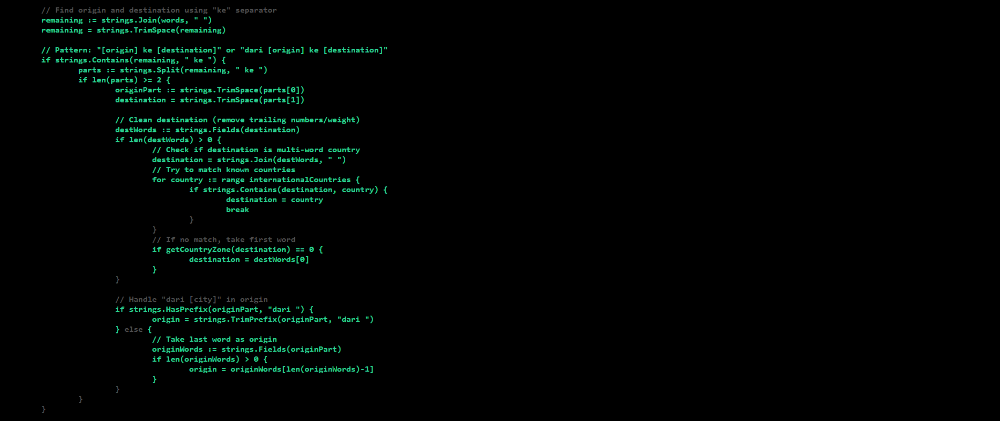 // Find origin and destination using "ke" separator
remaining := strings.Join(words, " ")
remaining = strings.TrimSpace(remaining)
// Pattern: "[origin] ke [destination]" or "dari [origin] ke [destination]"
if strings.Contains(remaining, " ke ") {
parts := strings.Split(remaining, " ke ")
if len(parts) >= 2 {
originPart := strings.TrimSpace(parts[0])
destination = strings.TrimSpace(parts[1])
// Clean destination (remove trailing numbers/weight)
destWords := strings.Fields(destination)
if len(destWords) > 0 {
// Check if destination is multi-word country
destination = strings.Join(destWords, " ")
// Try to match known countries
for country := range internationalCountries {
if strings.Contains(destination, country) {
destination = country
break
}
}
// If no match, take first word
if getCountryZone(destination) == 0 {
destination = destWords[0]
}
}
// Handle "dari [city]" in origin
if strings.HasPrefix(originPart, "dari ") {
origin = strings.TrimPrefix(originPart, "dari ")
} else {
// Take last word as origin
originWords := strings.Fields(originPart)
if len(originWords) > 0 {
origin = originWords[len(originWords)-1]
}
}
}
}